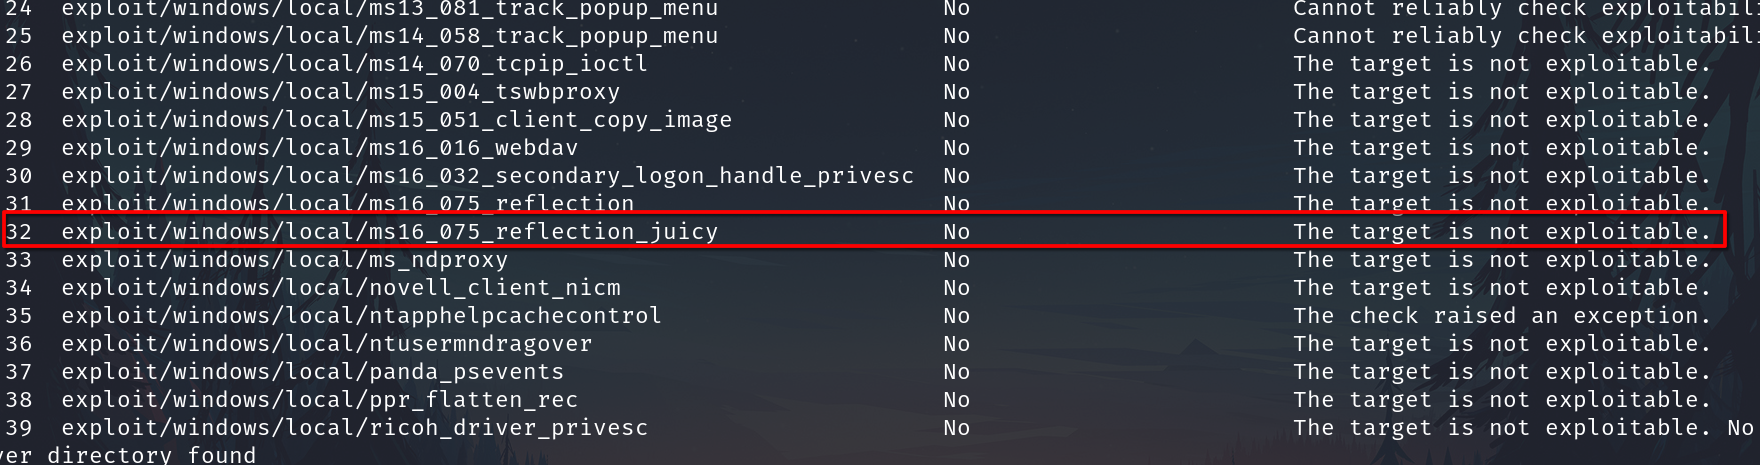 24  exploit/windows/local/ms13_081_track_popup_menu  No  Cannot reliably check
25  exploit/windows/local/ms14_058_track_popup_menu  No  Cannot reliably check
26  exploit/windows/local/ms14_070_tcpip_ioctl  No  The target is not exploitable.
27  exploit/windows/local/ms15_004_tswbproxy  No  The target is not exploitable.
28  exploit/windows/local/ms15_051_client_copy_image  No  The target is not exploitable.
29  exploit/windows/local/ms16_016_webdav  No  The target is not exploitable.
30  exploit/windows/local/ms16_032_secondary_logon_handle_privesc  No  The target is not exploitable.
31  exploit/windows/local/ms16_075_reflection  No  The target is not exploitable.
32  exploit/windows/local/ms16_075_reflection_juicy  No  The target is not exploitable.
33  exploit/windows/local/ms_ndproxy  No  The target is not exploitable.
34  exploit/windows/local/novell_client_nicm  No  The target is not exploitable.
35  exploit/windows/local/ntapphelpcachecontrol  No  The check raised an exception.
36  exploit/windows/local/ntusermndragover  No  The target is not exploitable.
37  exploit/windows/local/panda_psevents  No  The target is not exploitable.
38  exploit/windows/local/ppr_flatten_rec  No  The target is not exploitable.
39  exploit/windows/local/ricoh_driver_privesc  No  The target is not exploitable. No
directory found